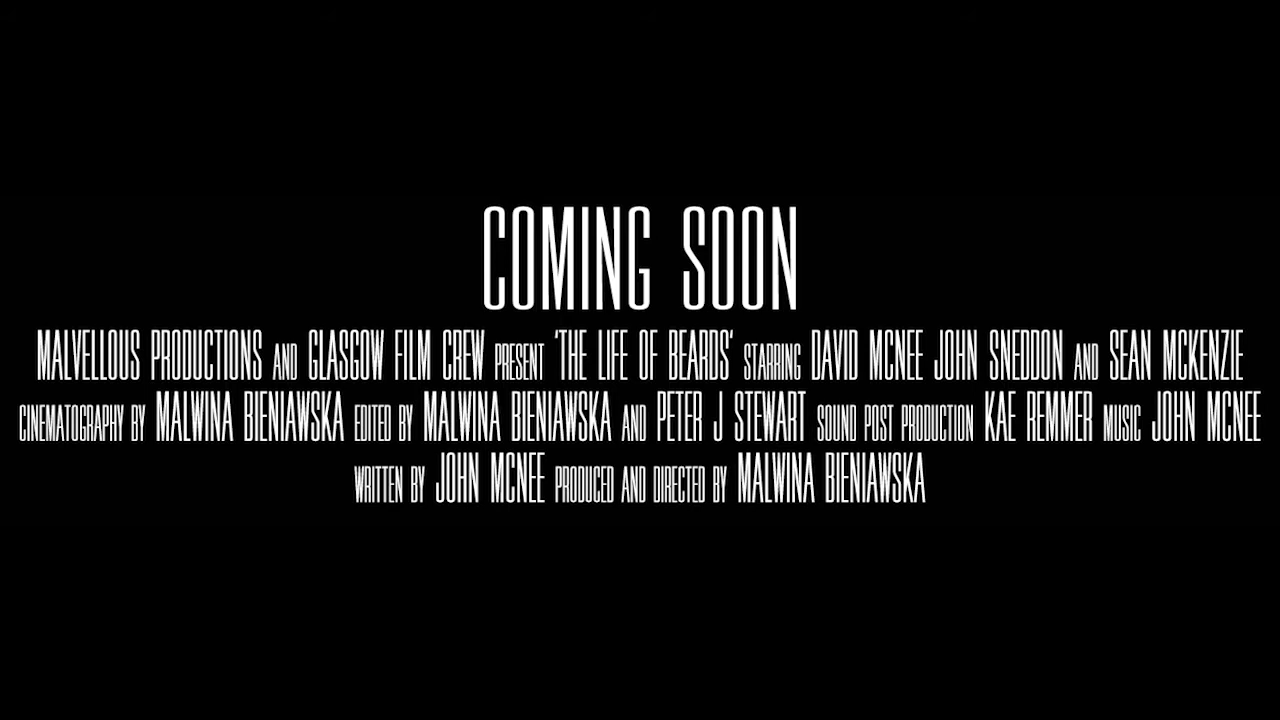 COMING SOON
MALVELLOUS PRODUCTIONS AND GLASGOW FILM CREW PRESENT 'THE LIFE OF BEARDS' STARRING DAVID MCNEE JOHN SNEDDON AND SEAN MCKENZIE
CINEMATOGRAPHY BY MALWINA BIENIAWSKA EDITED BY MALWINA BIENIAWSKA AND PETER J STEWART SOUND POST PRODUCTION KAE REMMER MUSIC JOHN MCNEE
WRITTEN BY JOHN MCNEE PRODUCED AND DIRECTED BY MALWINA BIENIAWSKA